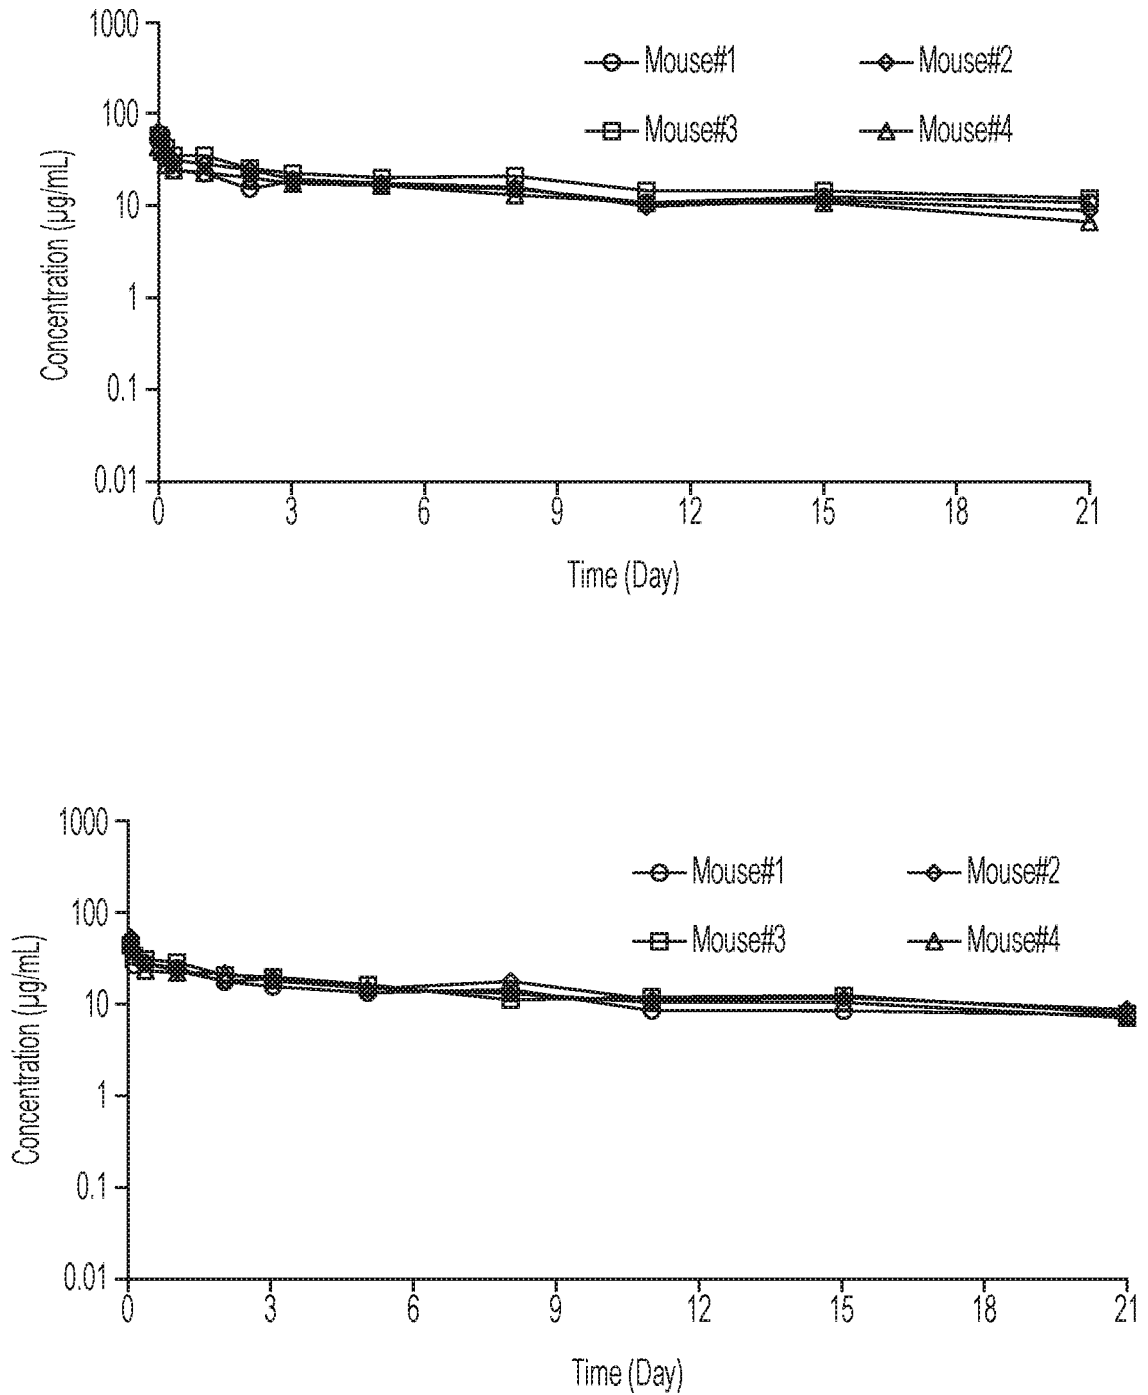 1000
Mouse#1 Mouse#2
100
Mouse#3 Mouse#4
10
1
0.1
0.01
Concentration (µg/mL)
0 3 6 9 12 15 18 21
Time (Day)
1000
Mouse#1 Mouse#2
100
Mouse#3 Mouse#4
10
1
0.1
0.01
Concentration (µg/mL)
0 3 6 9 12 15 18 21
Time (Day)